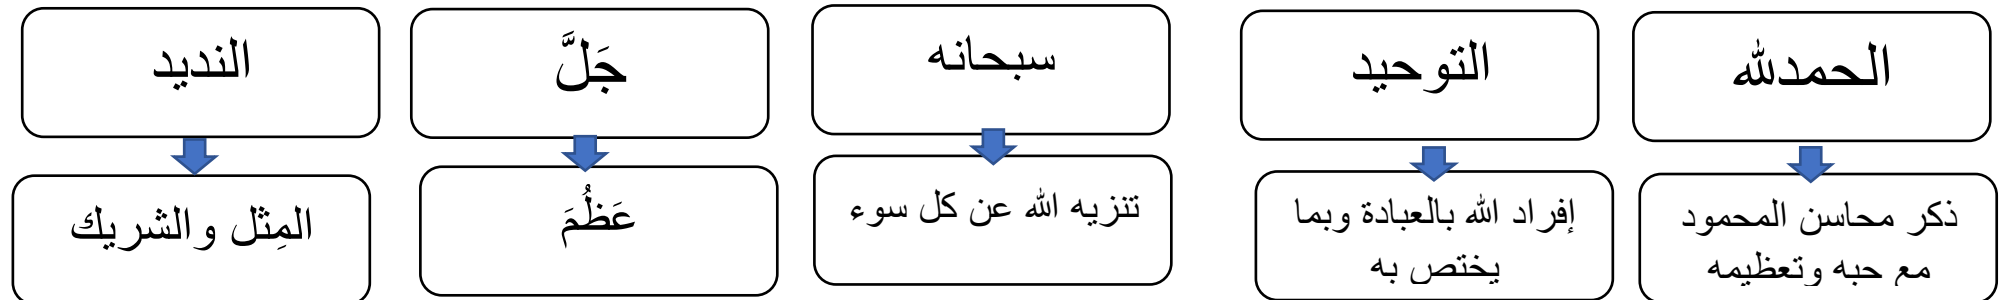 الحمدلله
ذكر محاسن المحمود
مع حبه وتعظيمه
التوحيد
إفراد الله بالعبادة وبما
يختص به
سبحانه
تنزيه الله عن كل سوء
جَلَّ
عَظُمَ
النديد
المِثل والشريك